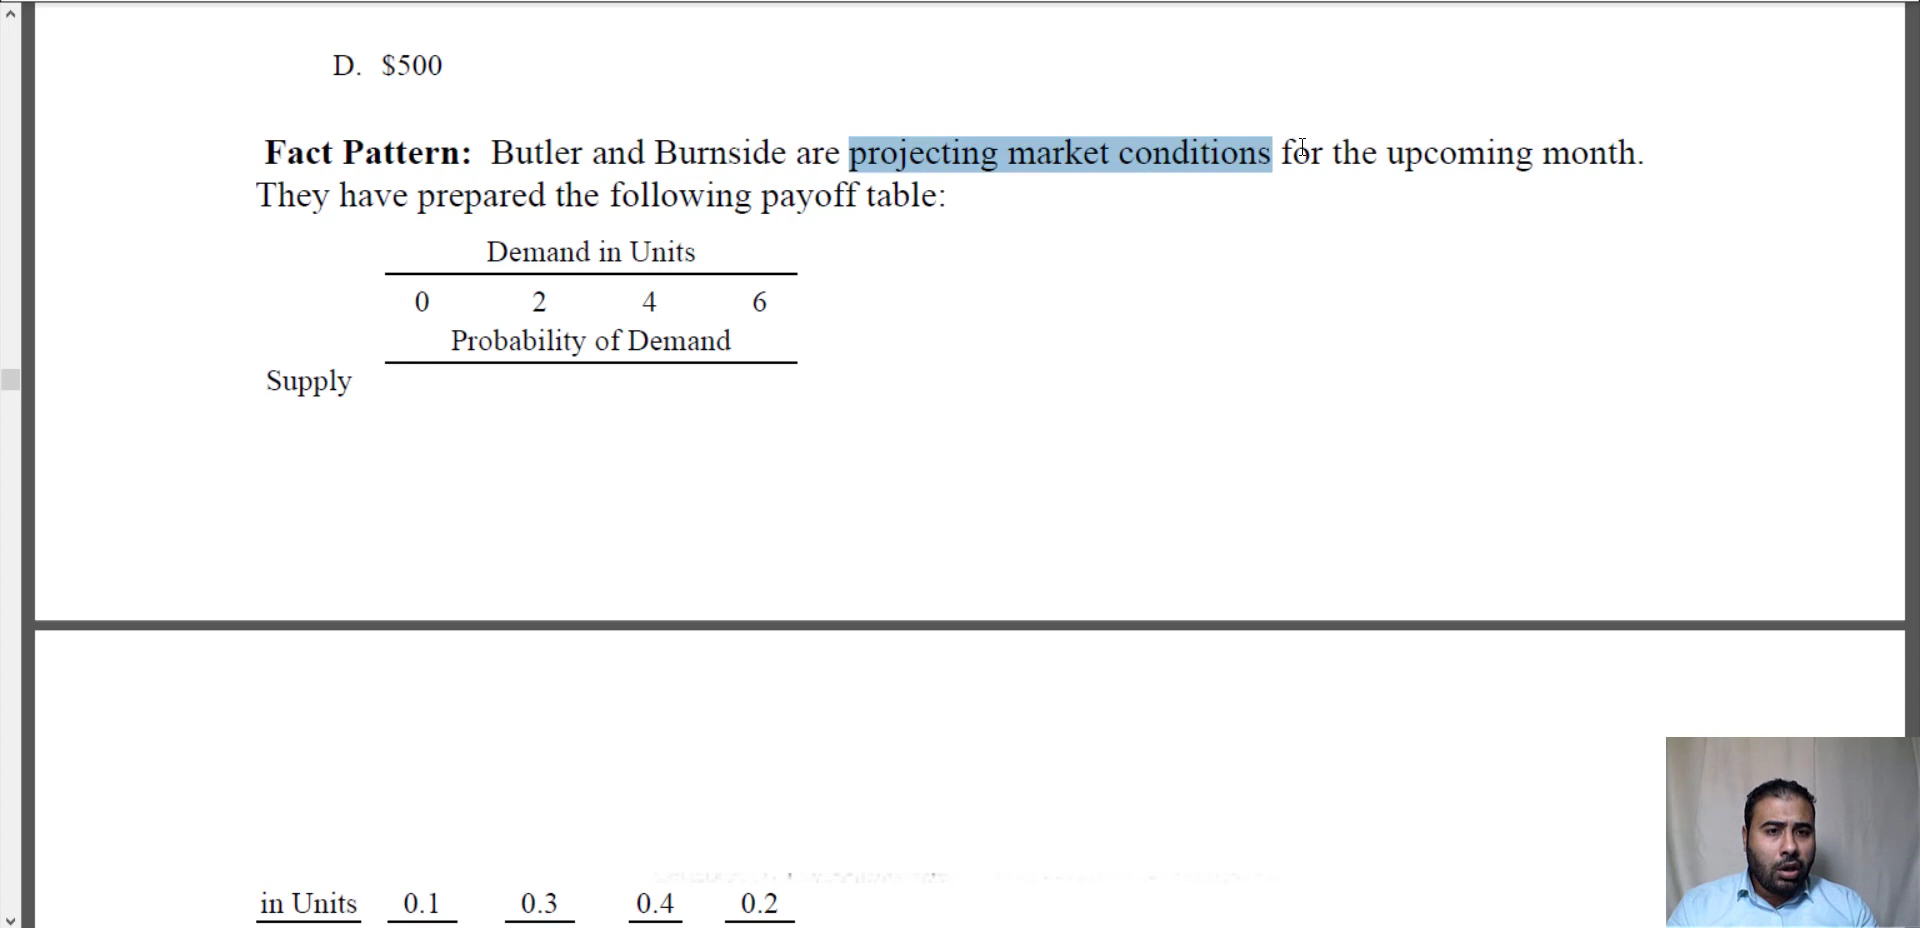 D. $500
Fact Pattern: Butler and Burnside are projecting market conditions for the upcoming month.
They have prepared the following payoff table:
Demand in Units
0 2 4 6
Probability of Demand
Supply
in Units 0.1 0.3 0.4 0.2